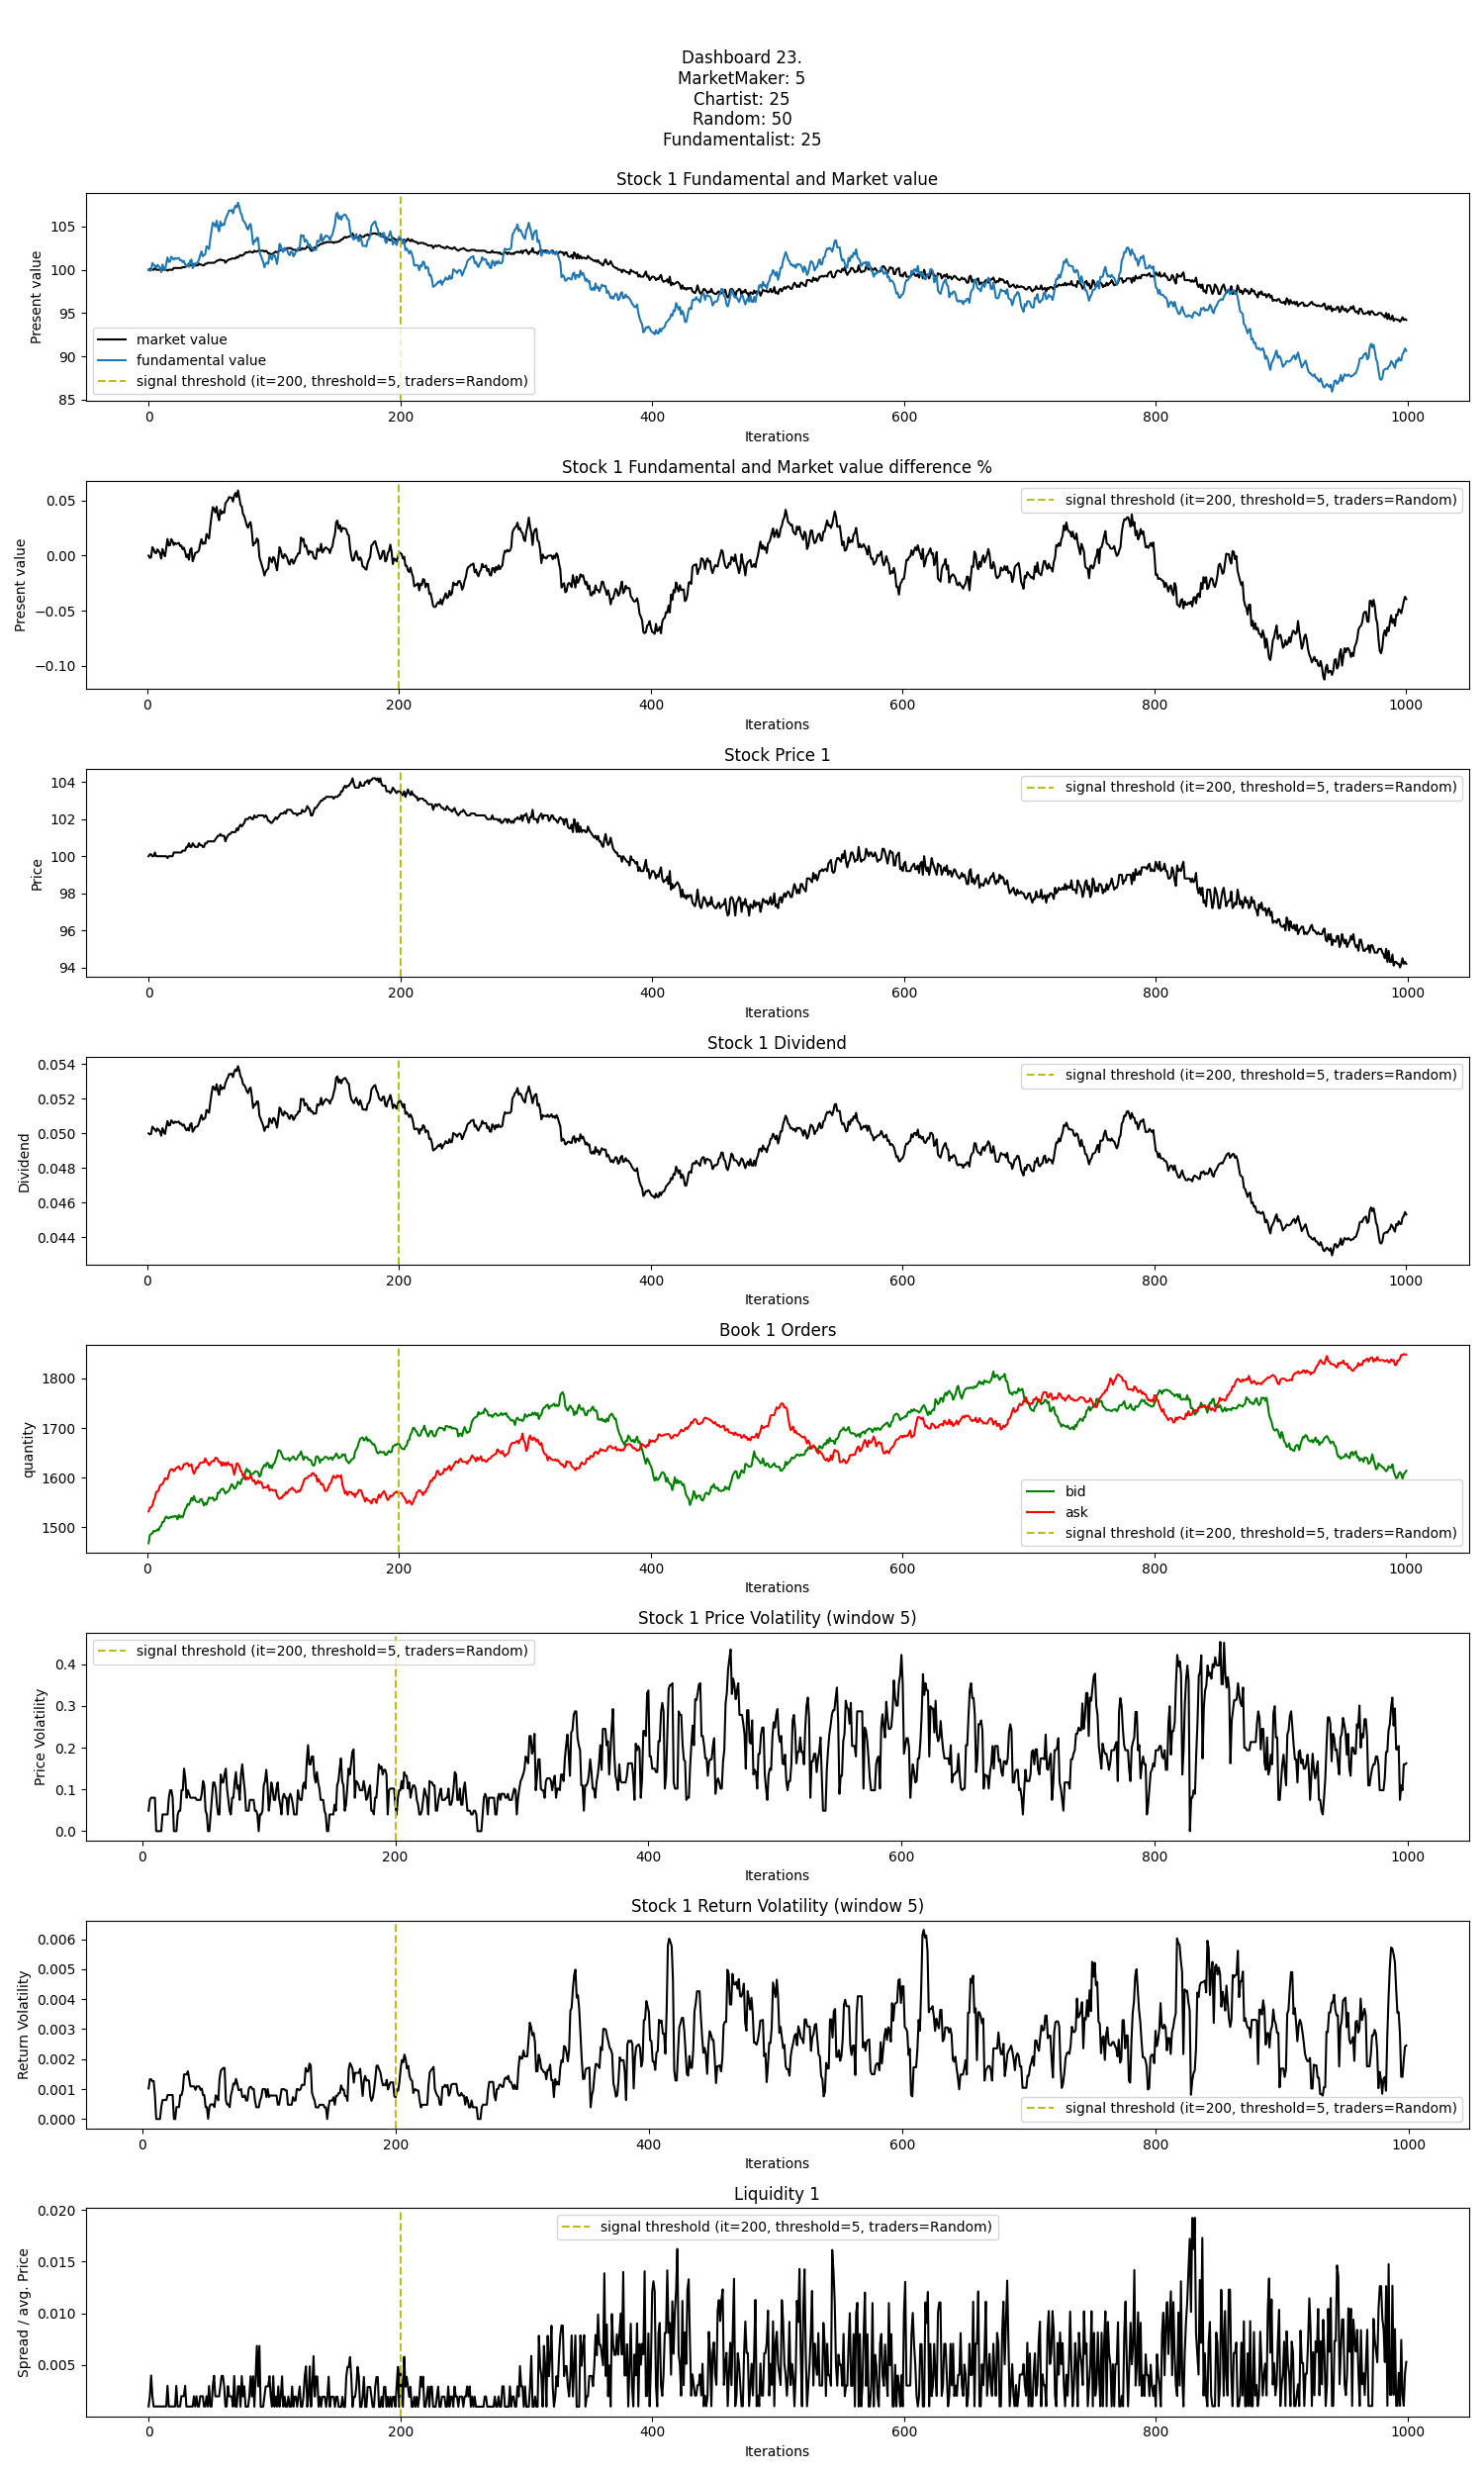 Dashboard 23.
MarketMaker: 5
Chartist: 25
Random: 50
Fundamentalist: 25
Stock 1 Fundamental and Market value
Present value
105
100
95
90
85
market value
fundamental value
signal threshold (it=200, threshold=5, traders=Random)
0 200 400 600 800 1000
Iterations
Stock 1 Fundamental and Market value difference %
Present value
0.05
0.00
−0.05
−0.10
signal threshold (it=200, threshold=5, traders=Random)
0 200 400 600 800 1000
Iterations
Stock Price 1
Price
104
102
100
98
96
94
signal threshold (it=200, threshold=5, traders=Random)
0 200 400 600 800 1000
Iterations
Stock 1 Dividend
Dividend
0.054
0.052
0.050
0.048
0.046
0.044
signal threshold (it=200, threshold=5, traders=Random)
0 200 400 600 800 1000
Iterations
Book 1 Orders
quantity
1800
1700
1600
1500
bid
ask
signal threshold (it=200, threshold=5, traders=Random)
0 200 400 600 800 1000
Iterations
Stock 1 Price Volatility (window 5)
Price Volatility
0.4
0.3
0.2
0.1
0.0
signal threshold (it=200, threshold=5, traders=Random)
0 200 400 600 800 1000
Iterations
Stock 1 Return Volatility (window 5)
Return Volatility
0.006
0.005
0.004
0.003
0.002
0.001
0.000
signal threshold (it=200, threshold=5, traders=Random)
0 200 400 600 800 1000
Iterations
Liquidity 1
Spread / avg. Price
0.020
0.015
0.010
0.005
signal threshold (it=200, threshold=5, traders=Random)
0 200 400 600 800 1000
Iterations